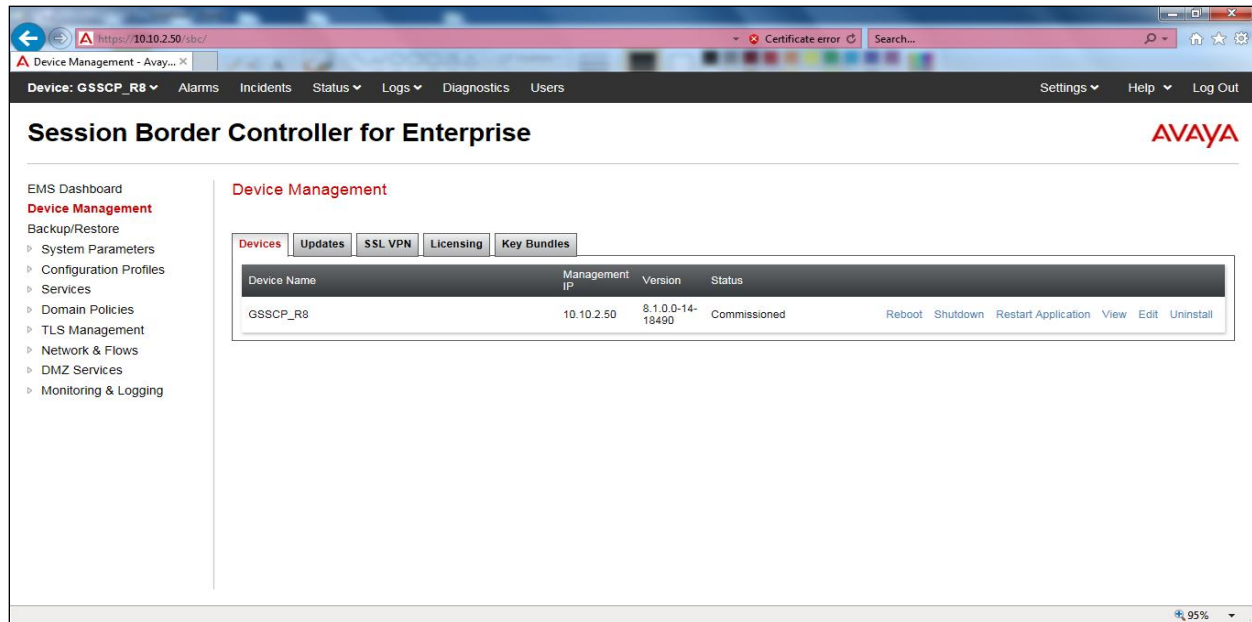 https://10.10.2.50/sbc/
Certificate error
Search...
Device Management - Avay...
Device: GSSCP_R8 Alarms Incidents Status Logs Diagnostics Users Settings Help Log Out
Session Border Controller for Enterprise
AVAYA
EMS Dashboard
Device Management
Backup/Restore
System Parameters
Configuration Profiles
Services
Domain Policies
TLS Management
Network & Flows
DMZ Services
Monitoring & Logging
Device Management
Devices Updates SSL VPN Licensing Key Bundles
Device Name Management IP Version Status
GSSCP_R8 10.10.2.50 8.1.0.0-14-18490 Commissioned Reboot Shutdown Restart Application View Edit Uninstall
95%